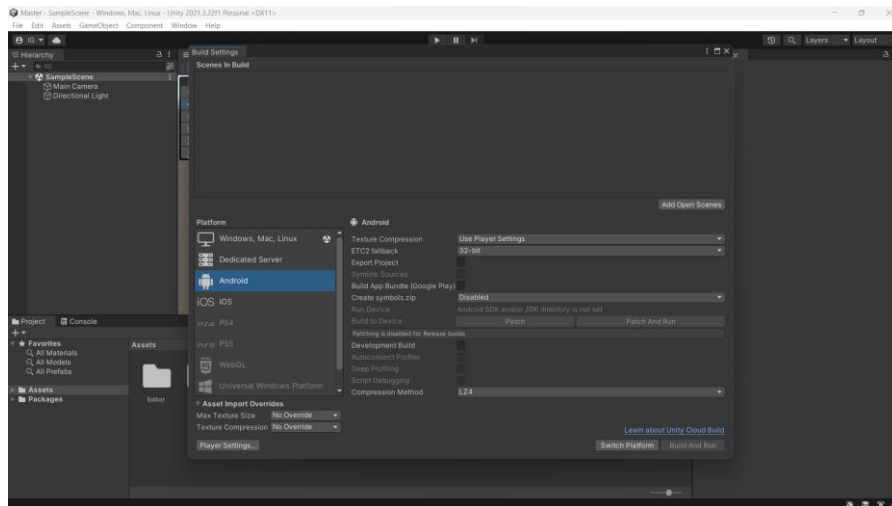 Master - SampleScene - Windows, Mac, Linux - Unity 2021.3.22f1 Personal <DX11>
File Edit Assets GameObject Component Window Help
IG
Layers Layout
Hierarchy
All
SampleScene
Main Camera
Directional Light
Build Settings
Scenes In Build
Add Open Scenes
Platform
Windows, Mac, Linux
Dedicated Server
Android
iOS iOS
PS4
PS5
WebGL
Universal Windows Platform
Android
Texture Compression Use Player Settings
ETC2 fallback 32-bit
Export Project
Symlink Sources
Build App Bundle (Google Play)
Create symbols.zip Disabled
Run Device Android SDK and/or JDK directory is not set
Build to Device Patch Patch And Run
Patching is disabled for Release builds
Development Build
Autoconnect Profiler
Deep Profiling
Script Debugging
Compression Method LZ4
Asset Import Overrides
Max Texture Size No Override
Texture Compression No Override
Learn about Unity Cloud Build
Player Settings... Switch Platform Build And Run
Project Console
Favorites
All Materials
All Models
All Prefabs
Assets
Packages
Assets
Editor